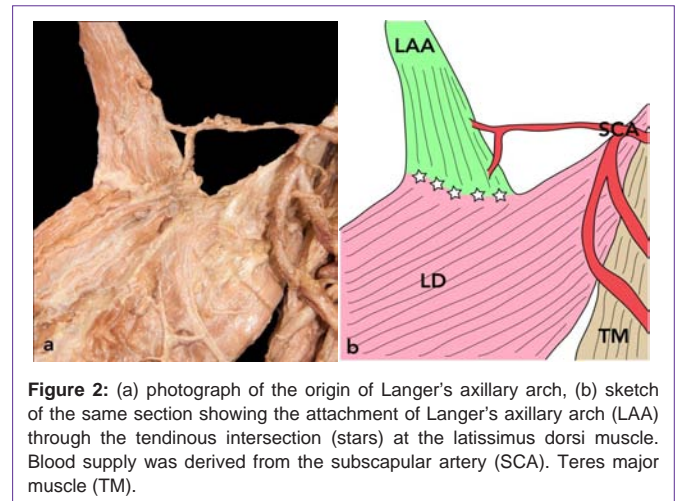 LAA
SCA
LD
TM
a
b
Figure 2: (a) photograph of the origin of Langer's axillary arch, (b) sketch
of the same section showing the attachment of Langer's axillary arch (LAA)
through the tendinous intersection (stars) at the latissimus dorsi muscle.
Blood supply was derived from the subscapular artery (SCA). Teres major
muscle (TM).